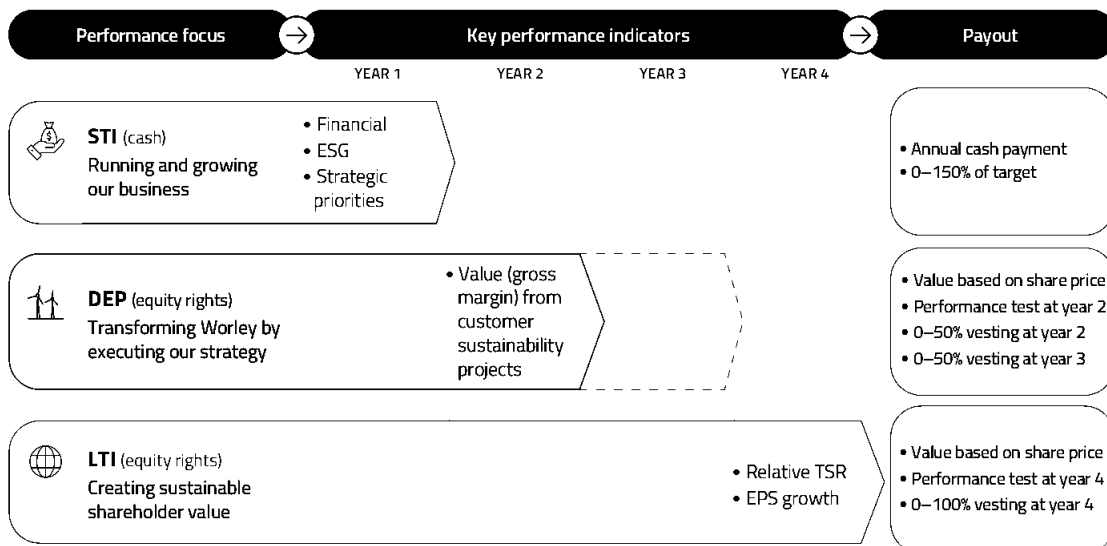 Performance focus
Key performance indicators
Payout
YEAR 1
YEAR 2
YEAR 3
YEAR 4
STI (cash)
Running and growing
our business
• Financial
• ESG
• Strategic
priorities
• Annual cash payment
• 0–150% of target
DEP (equity rights)
Transforming Worley by
executing our strategy
• Value (gross
margin) from
customer
sustainability
projects
• Value based on share price
• Performance test at year 2
• 0–50% vesting at year 2
• 0–50% vesting at year 3
LTI (equity rights)
Creating sustainable
shareholder value
• Relative TSR
• EPS growth
• Value based on share price
• Performance test at year 4
• 0–100% vesting at year 4